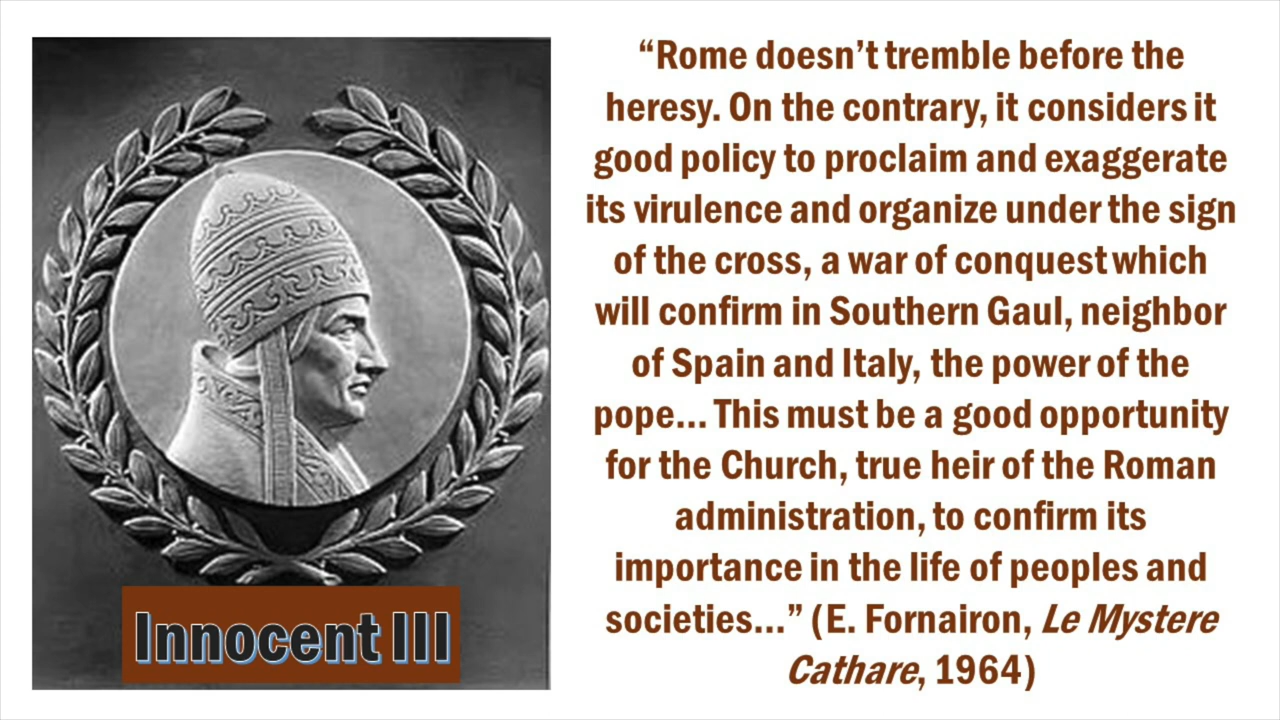 “Rome doesn’t tremble before the
heresy. On the contrary, it considers it
good policy to proclaim and exaggerate
its virulence and organize under the sign
of the cross, a war of conquest which
will confirm in Southern Gaul, neighbor
of Spain and Italy, the power of the
pope... This must be a good opportunity
for the Church, true heir of the Roman
administration, to confirm its
importance in the life of peoples and
societies...” (E. Fornairon, Le Mystere
Cathare, 1964)
Innocent III